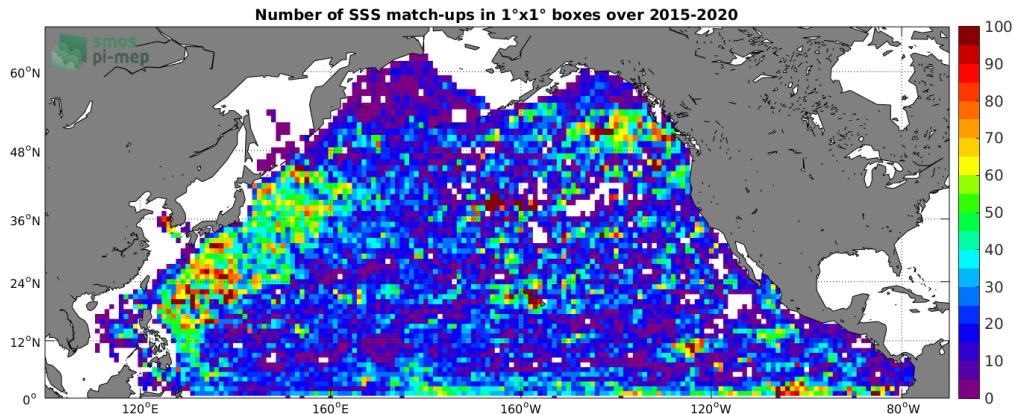 Number of SSS match-ups in 1°x1° boxes over 2015-2020
smos
pi-mep
60°N
48°N
36°N
24°N
12°N
0°
120°E
160°E
160°W
120°W
80°W
100
90
80
70
60
50
40
30
20
10
0